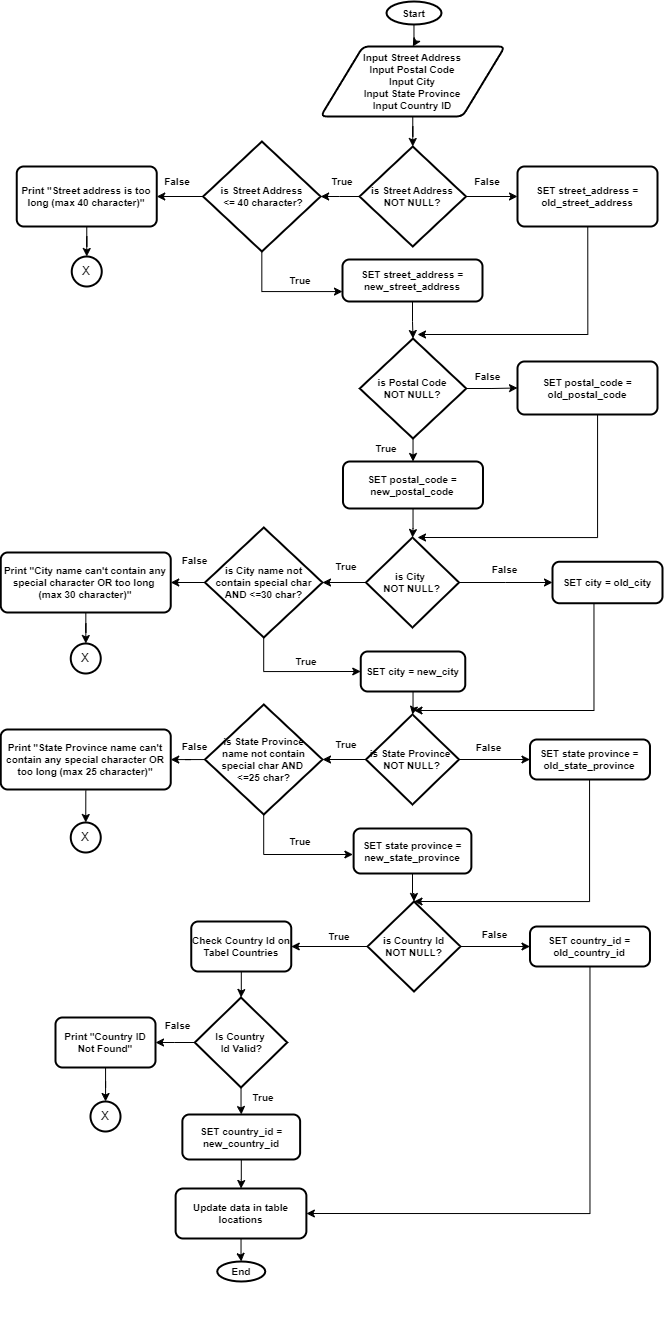 Start
Input Street Address
Input Postal Code
Input City
Input State Province
Input Country ID
Print "Street address is too
long (max 40 character)"
False
is Street Address
<= 40 character?
True
is Street Address
NOT NULL?
False
SET street_address =
old_street_address
X
True
SET street_address =
new_street_address
is Postal Code
NOT NULL?
False
SET postal_code =
old_postal_code
True
SET postal_code =
new_postal_code
Print "City name can't contain any
special character OR too long
(max 30 character)"
False
is City name not
contain special char
AND <=30 char?
True
is City
NOT NULL?
False
SET city = old_city
X
True
SET city = new_city
Print "State Province name can't
contain any special character OR
too long (max 25 character)"
False
is State Province
name not contain
special char AND
<=25 char?
True
is State Province
NOT NULL?
False
SET state province =
old_state_province
X
True
SET state province =
new_state_province
Check Country Id on
Tabel Countries
True
is Country Id
NOT NULL?
False
SET country_id =
old_country_id
Print "Country ID
Not Found"
False
Is Country
Id Valid?
X
True
SET country_id =
new_country_id
Update data in table
locations
End